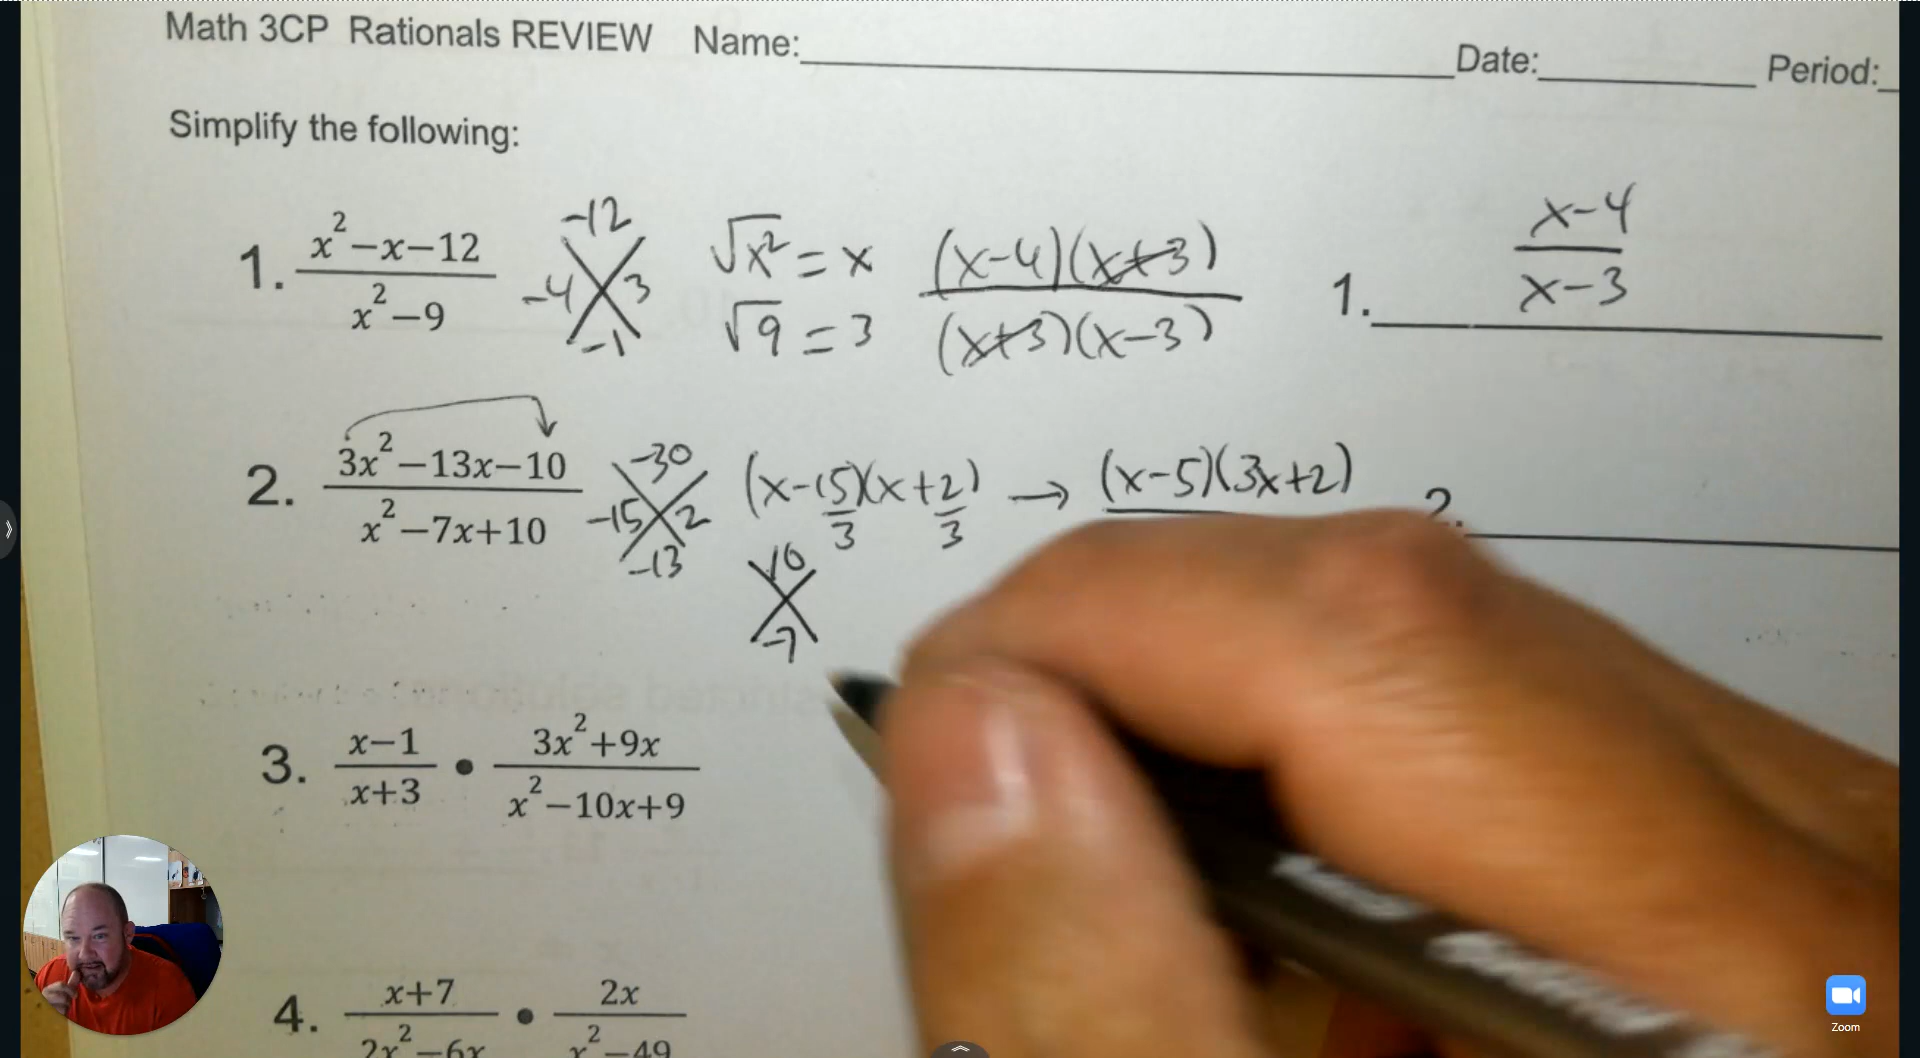 Math 3CP Rationals REVIEW Name:____ Date:____ Period:_
Simplify the following:
1. (x²−x−12)/(x²−9)
-12
-4 3
-1
√x² = x
√9 = 3
(x-4)(x+3)
(x+3)(x-3)
1. (x-4)/(x-3)
2. (3x²−13x−10)/(x²−7x+10)
-30
-15 2
-13
(x-15/3)(x+2/3) → (x-5)(3x+2)
10
-7
2.
3. (x−1)/(x+3) • (3x²+9x)/(x²−10x+9)
4. (x+7)/(2x²−6x) • 2x/(x²−49)
Zoom